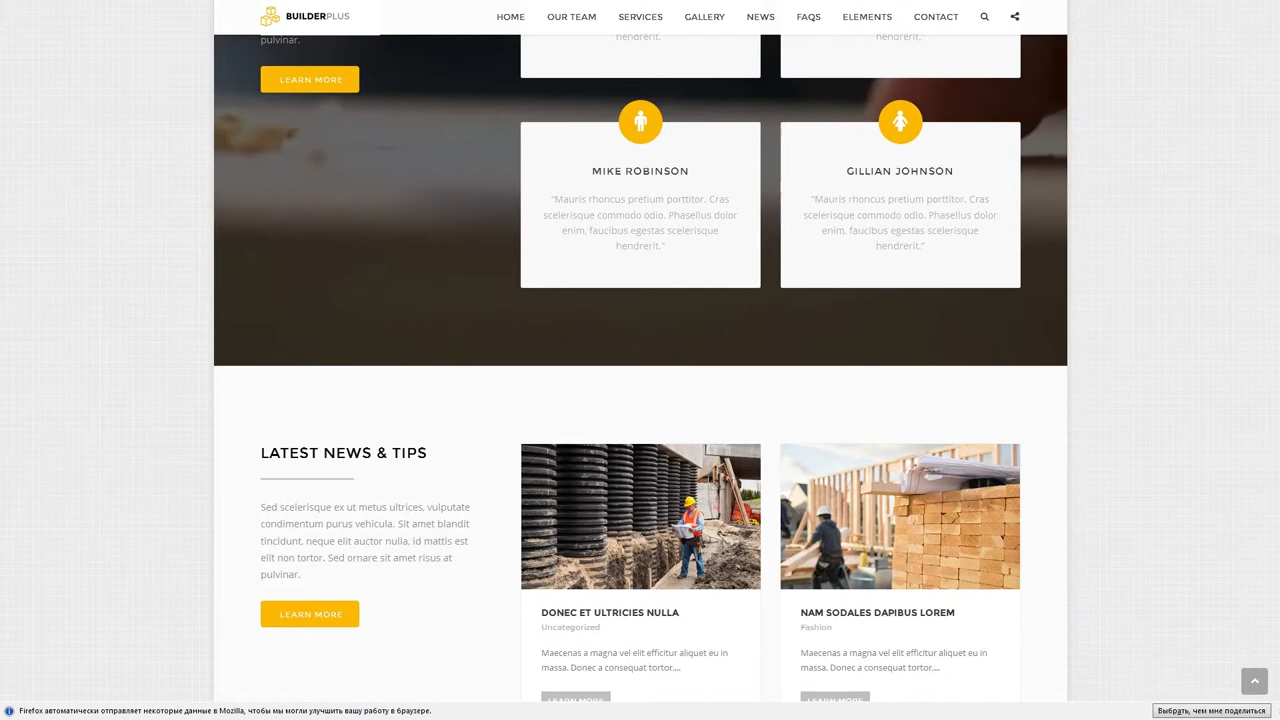 BUILDERPLUS
HOME OUR TEAM SERVICES GALLERY NEWS FAQS ELEMENTS CONTACT
pulvinar.
hendrerit.
hendrerit.
LEARN MORE
MIKE ROBINSON
“Mauris rhoncus pretium porttitor. Cras
scelerisque commodo odio. Phasellus dolor
enim, faucibus egestas scelerisque
hendrerit.”
GILLIAN JOHNSON
“Mauris rhoncus pretium porttitor. Cras
scelerisque commodo odio. Phasellus dolor
enim, faucibus egestas scelerisque
hendrerit.”
LATEST NEWS & TIPS
Sed scelerisque ex ut metus ultrices, vulputate
condimentum purus vehicula. Sit amet blandit
tincidunt, neque elit auctor nulla, id mattis est
elit non tortor. Sed ornare sit amet risus at
pulvinar.
LEARN MORE
DONEC ET ULTRICIES NULLA
Uncategorized
Maecenas a magna vel elit efficitur aliquet eu in
massa. Donec a consequat tortor,...
LEARN MORE
NAM SODALES DAPIBUS LOREM
Fashion
Maecenas a magna vel elit efficitur aliquet eu in
massa. Donec a consequat tortor,...
LEARN MORE
Firefox автоматически отправляет некоторые данные в Mozilla, чтобы мы могли улучшить вашу работу в браузере.
Выбрать, чем мне поделиться